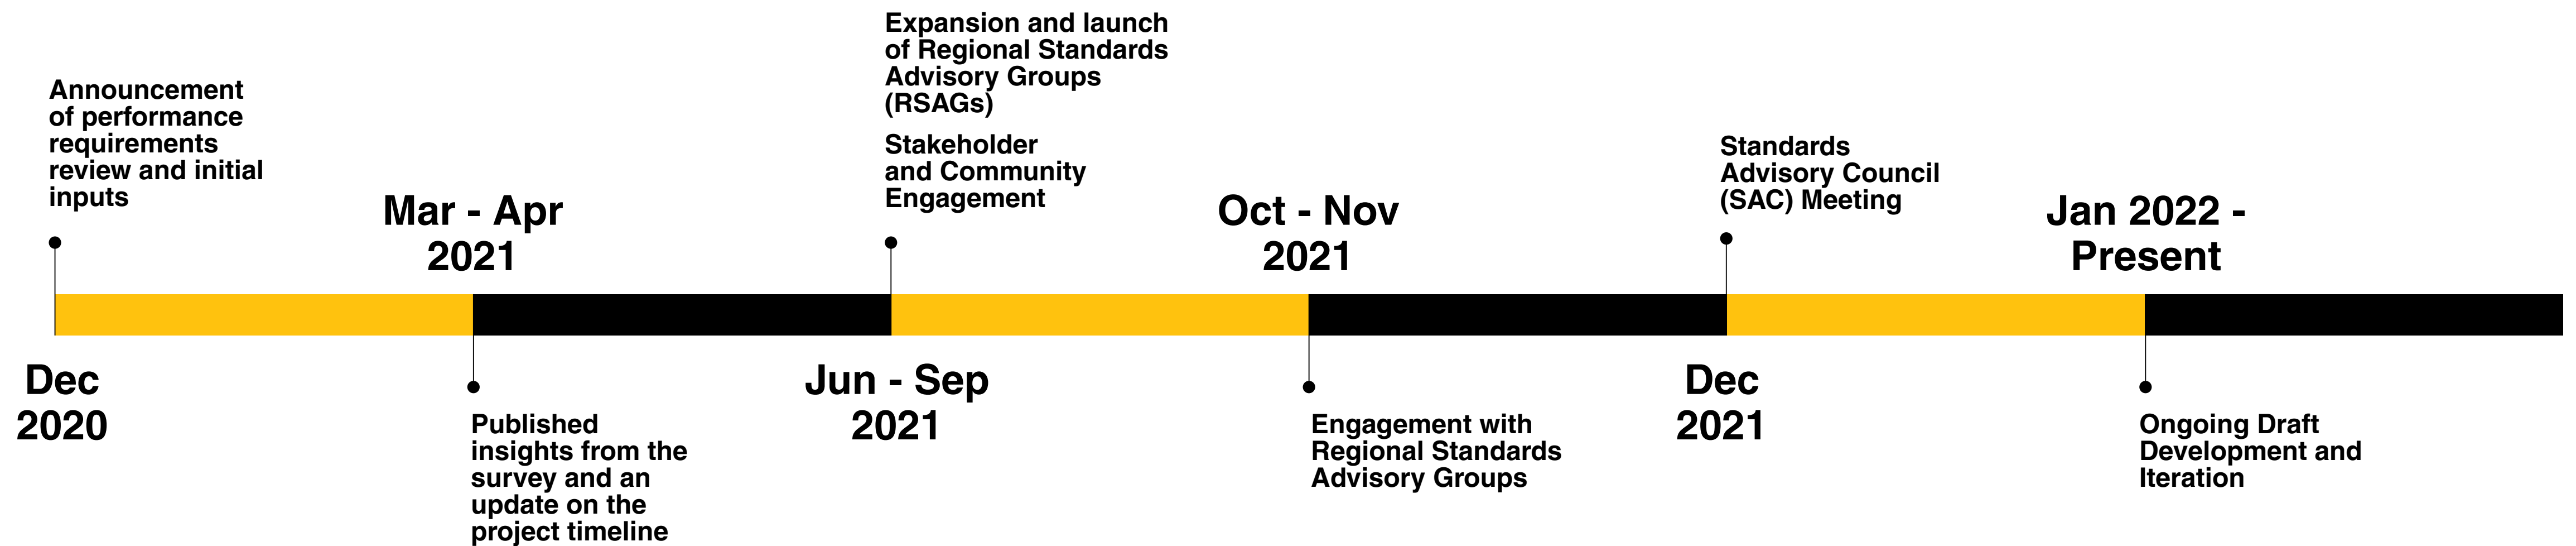 Announcement
of performance
requirements
review and initial
inputs
Dec
2020
Mar - Apr
2021
Published
insights from the
survey and an
update on the
project timeline
Expansion and launch
of Regional Standards
Advisory Groups
(RSAGs)
Stakeholder
and Community
Engagement
Jun - Sep
2021
Oct - Nov
2021
Engagement with
Regional Standards
Advisory Groups
Standards
Advisory Council
(SAC) Meeting
Dec
2021
Jan 2022 -
Present
Ongoing Draft
Development and
Iteration